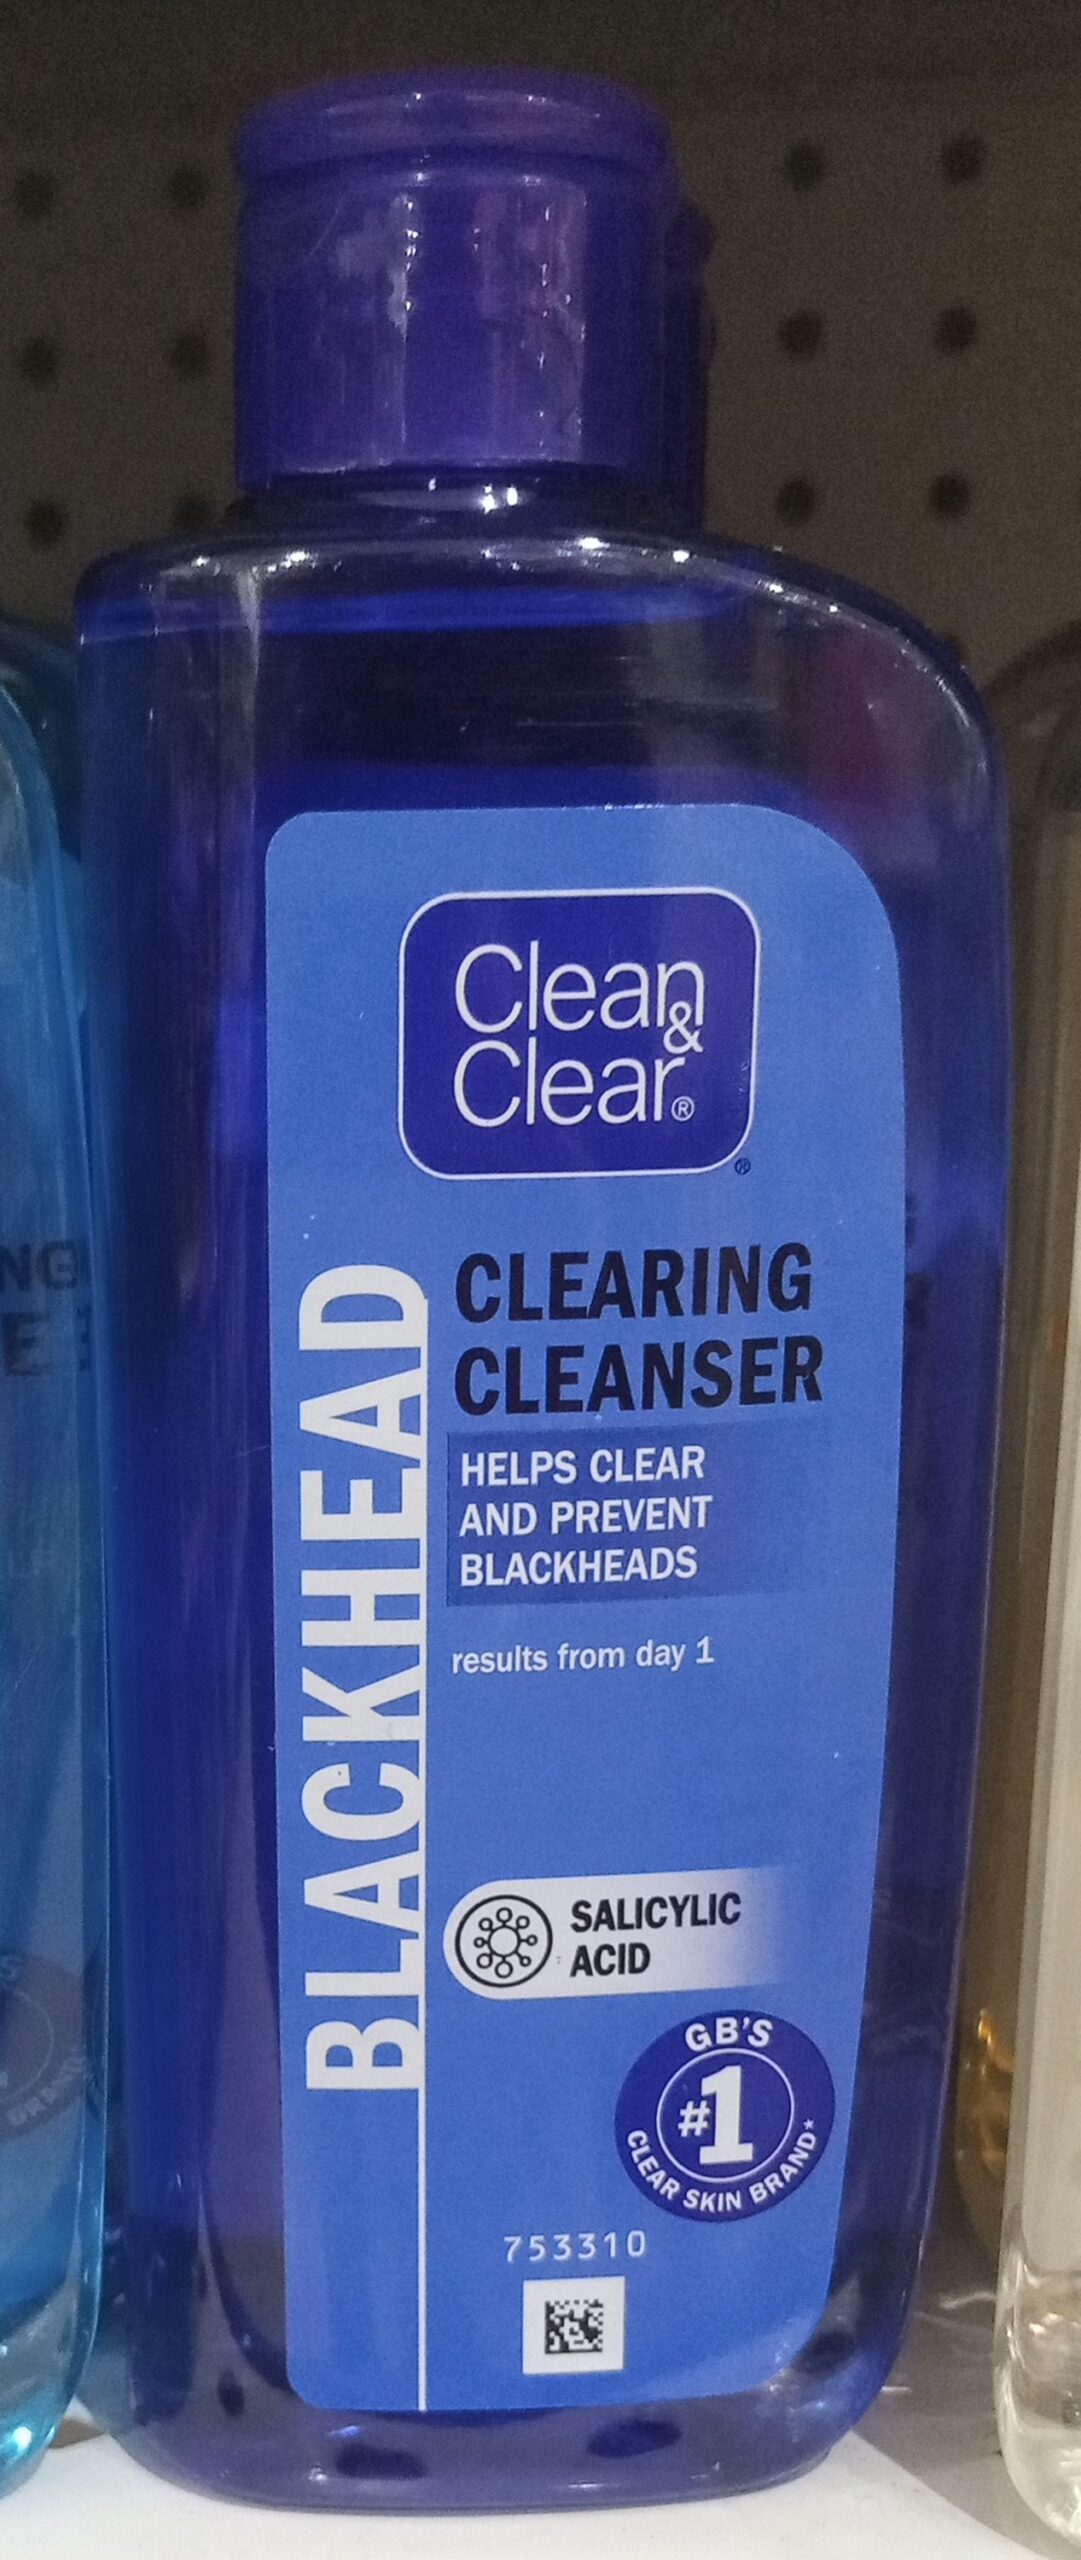 Clean &
Clear®
®
BLACKHEAD
CLEARING
CLEANSER
HELPS CLEAR
AND PREVENT
BLACKHEADS
results from day 1
SALICYLIC
ACID
GB'S
#1
CLEAR SKIN BRAND*
753310
NG